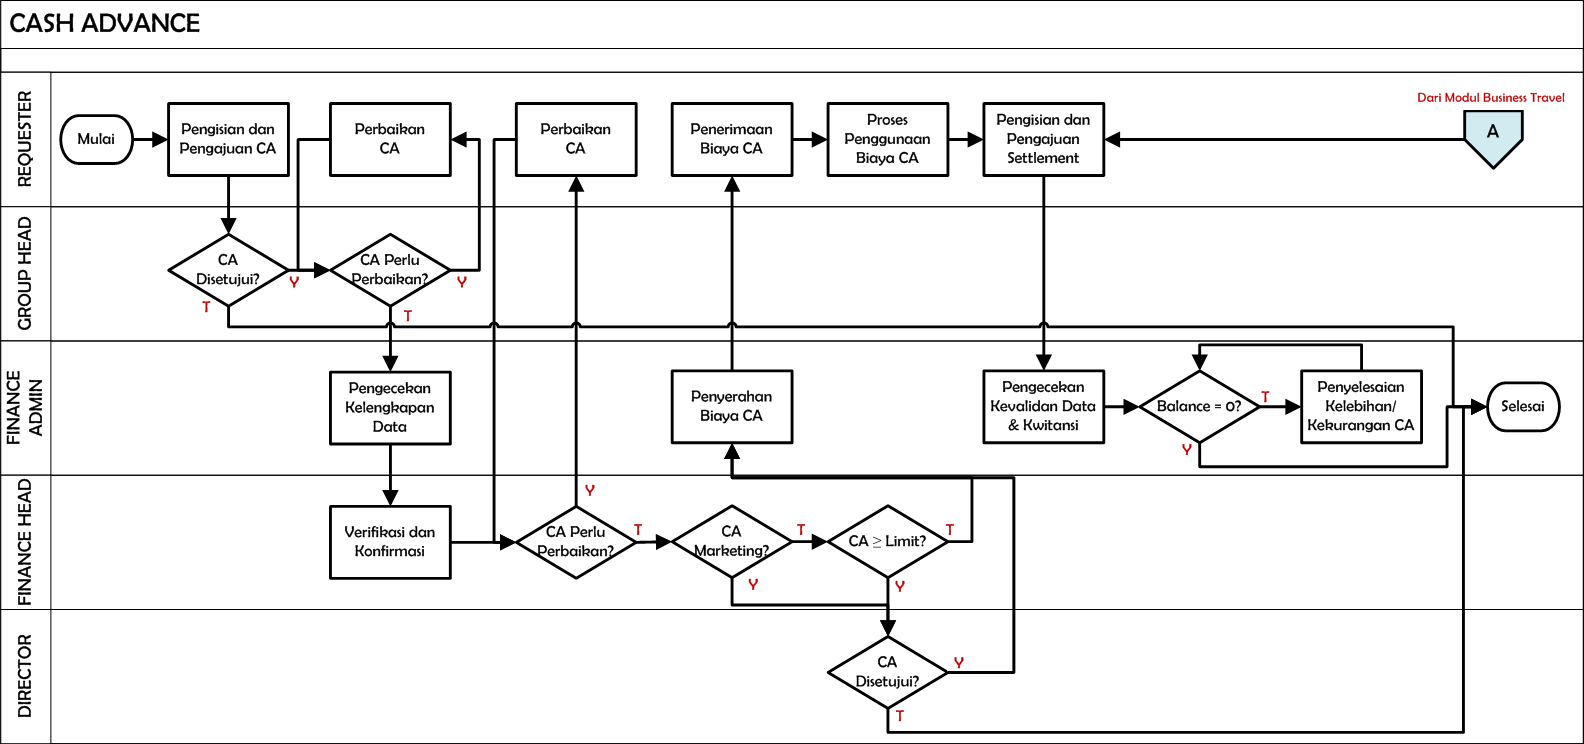 CASH ADVANCE
REQUESTER
Mulai
Pengisian dan
Pengajuan CA
Perbaikan
CA
Perbaikan
CA
Penerimaan
Biaya CA
Proses
Penggunaan
Biaya CA
Pengisian dan
Pengajuan
Settlement
Dari Modul Business Travel
A
GROUP HEAD
CA
Disetujui?
Y
T
CA Perlu
Perbaikan?
Y
T
FINANCE
ADMIN
Pengecekan
Kelengkapan
Data
Penyerahan
Biaya CA
Pengecekan
Kevalidan Data
& Kwitansi
Balance = 0?
T
Y
Penyelesaian
Kelebihan/
Kekurangan CA
Selesai
FINANCE HEAD
Verifikasi dan
Konfirmasi
CA Perlu
Perbaikan?
Y
T
CA
Marketing?
T
Y
CA ≥ Limit?
T
Y
DIRECTOR
CA
Disetujui?
Y
T